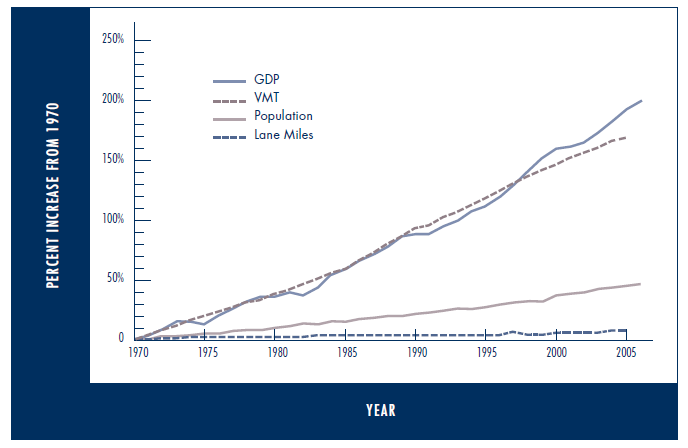 250%
200%
150%
100%
50%
0
GDP
VMT
Population
Lane Miles
PERCENT INCREASE FROM 1970
1970 1975 1980 1985 1990 1995 2000 2005
YEAR